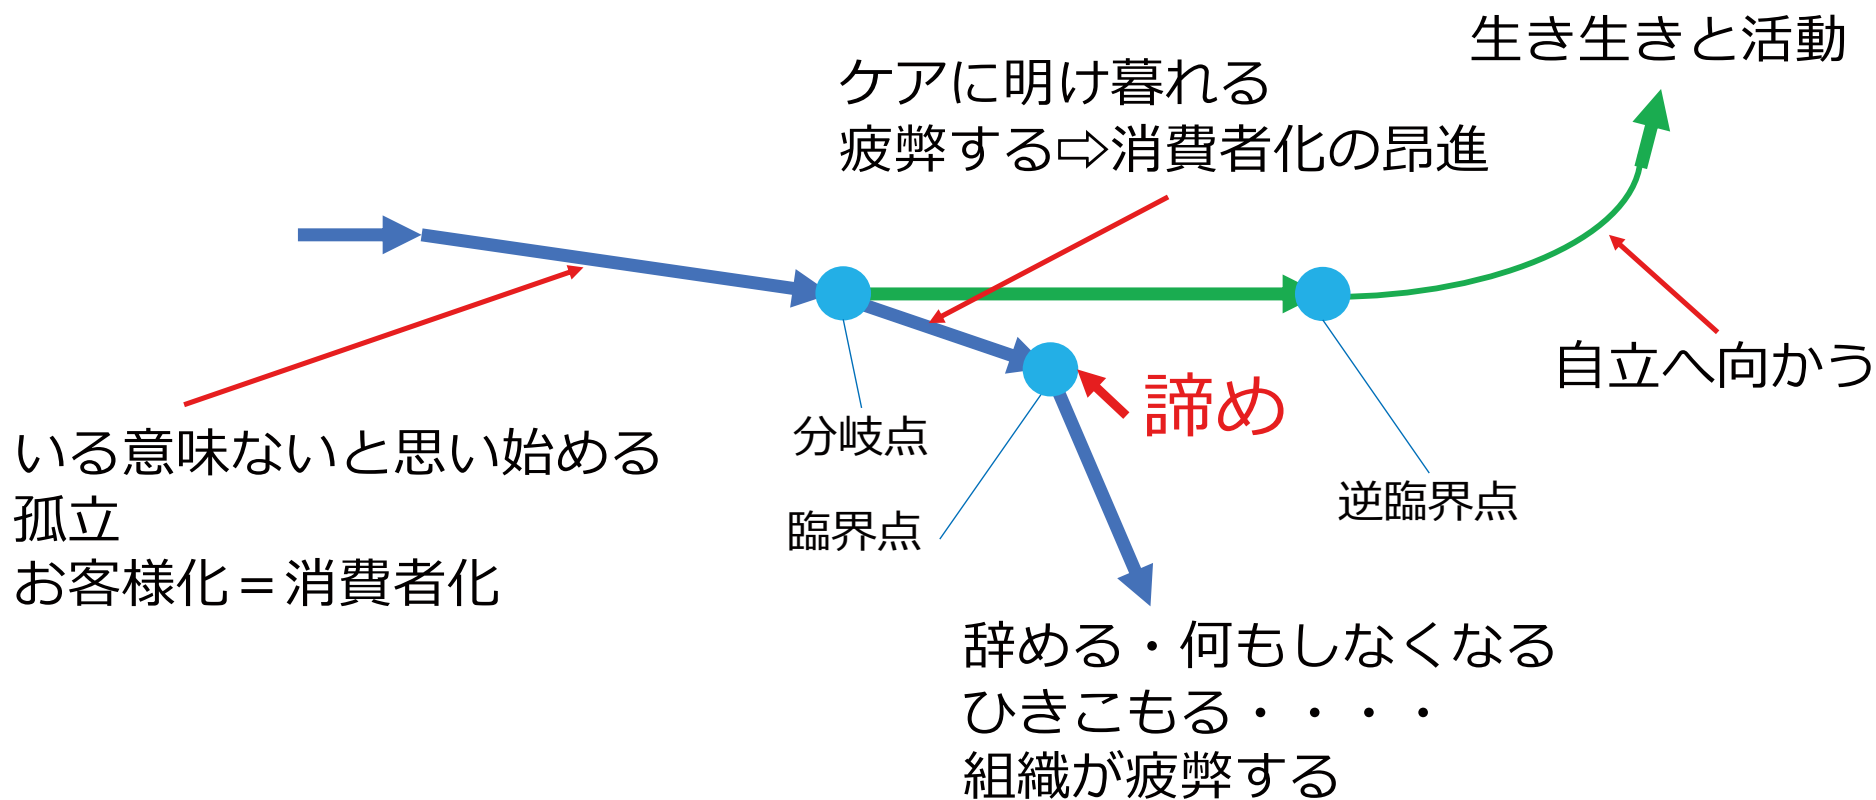 生き生きと活動
ケアに明け暮れる
疲弊する⇨消費者化の昂進
自立へ向かう
諦め
分岐点
いる意味ないと思い始める
孤立
お客様化＝消費者化
逆臨界点
臨界点
辞める・何もしなくなる
ひきこもる・・・・
組織が疲弊する